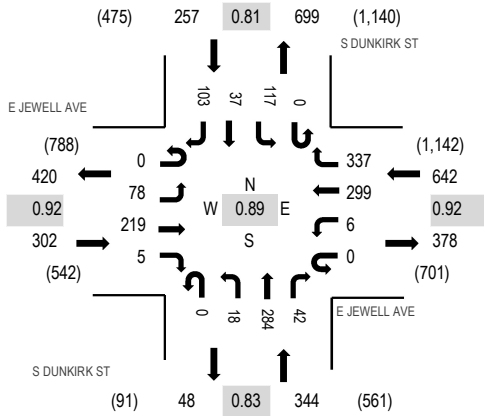 (475) 257 0.81 699 (1,140)
S DUNKIRK ST
103 37 117 0
E JEWELL AVE
(788) 0 337 (1,142)
420 78 299 642
N
0.92 W 0.89 E 0.92
S
302 219 6 378
(542) 5 0 (701)
0 18 284 42
E JEWELL AVE
S DUNKIRK ST
(91) 48 0.83 344 (561)